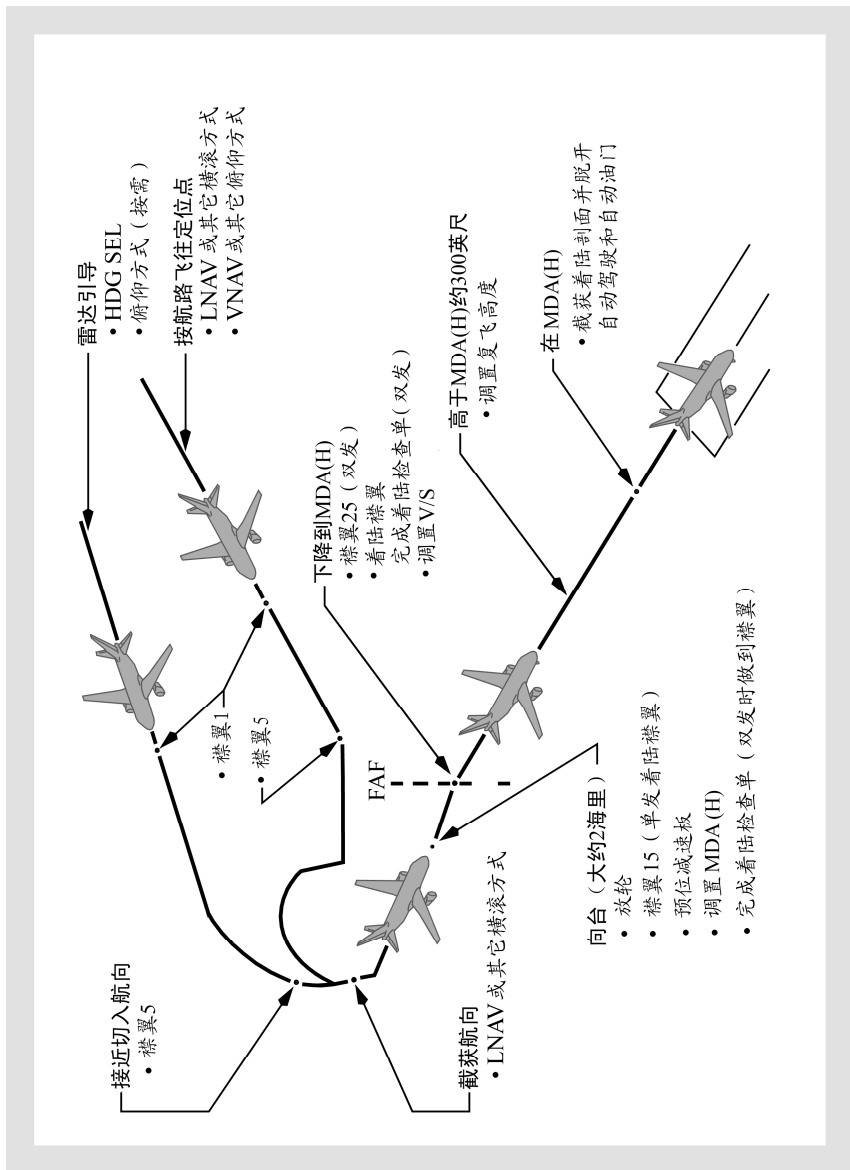 雷达引导
• HDG SEL
• 俯仰方式（按需）
按航路飞往定位点
• LNAV 或其它横滚方式
• VNAV 或其它俯仰方式
• 襟翼1
• 襟翼5
接近切入航向
• 襟翼5
截获航向
• LNAV 或其它横滚方式
向台（大约2海里）
• 放轮
• 襟翼15（单发着陆襟翼）
• 预位减速板
• 调置MDA(H)
• 完成着陆检查单（双发时做到襟翼）
FAF
下降到MDA(H)
• 襟翼25（双发）
• 着陆襟翼
完成着陆检查单(双发)
• 调置V/S
高于MDA(H)约300英尺
• 调置复飞高度
在MDA(H)
• 截获着陆剖面并脱开
自动驾驶和自动油门